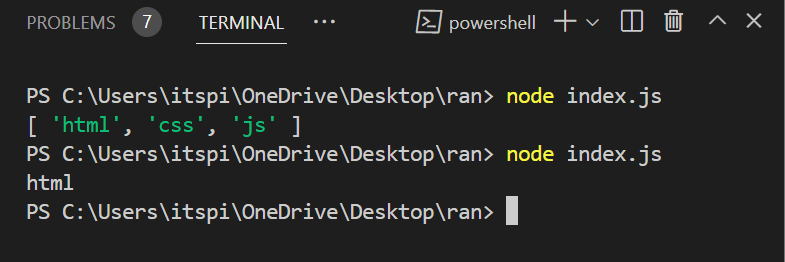 PROBLEMS 7 TERMINAL ··· powershell
PS C:\Users\itspi\OneDrive\Desktop\ran> node index.js
[ 'html', 'css', 'js' ]
PS C:\Users\itspi\OneDrive\Desktop\ran> node index.js
html
PS C:\Users\itspi\OneDrive\Desktop\ran>